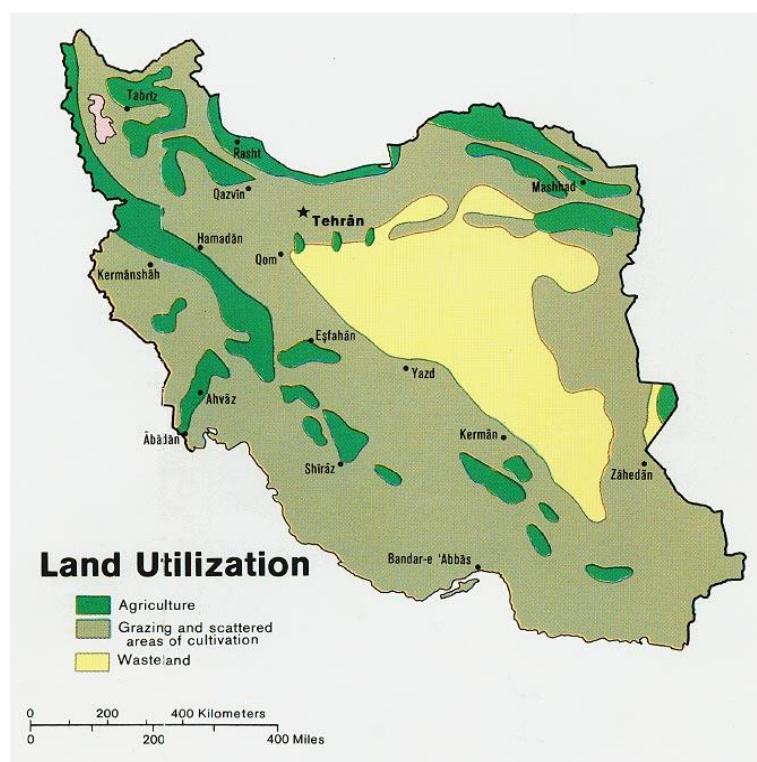 Tabrīz
Rasht
Qazvīn
Mashhad
Tehrān
Hamadān
Qom
Kermānshāh
Eşfahān
Yazd
Ahvāz
Ābādān
Kermān
Shīrāz
Zāhedān
Bandar-e 'Abbās
Land Utilization
Agriculture
Grazing and scattered
areas of cultivation
Wasteland
0 200 400 Kilometers
0 200 400 Miles